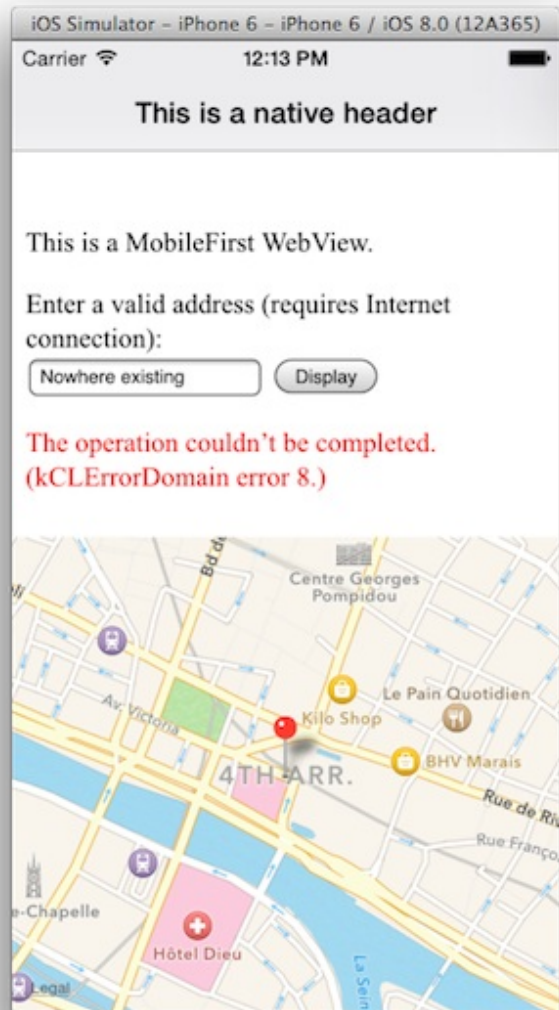 iOS Simulator – iPhone 6 – iPhone 6 / iOS 8.0 (12A365)
Carrier 12:13 PM
This is a native header
This is a MobileFirst WebView.
Enter a valid address (requires Internet
connection):
Nowhere existing Display
The operation couldn't be completed.
(kCLErrorDomain error 8.)
Bd de
Centre Georges
Pompidou
Av. Victoria
Kilo Shop
Le Pain Quotidien
4TH ARR.
BHV Marais
Rue de Riv
Rue Franço
e-Chapelle
Hôtel Dieu
La Sein
Legal